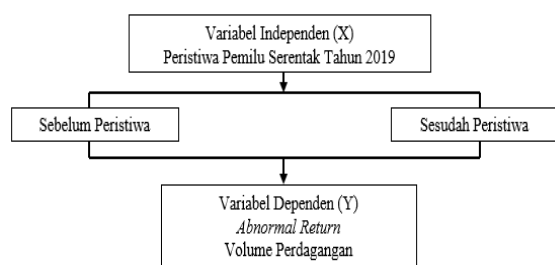 Variabel Independen (X)
Peristiwa Pemilu Serentak Tahun 2019
Sebelum Peristiwa
Sesudah Peristiwa
Variabel Dependen (Y)
Abnormal Return
Volume Perdagangan